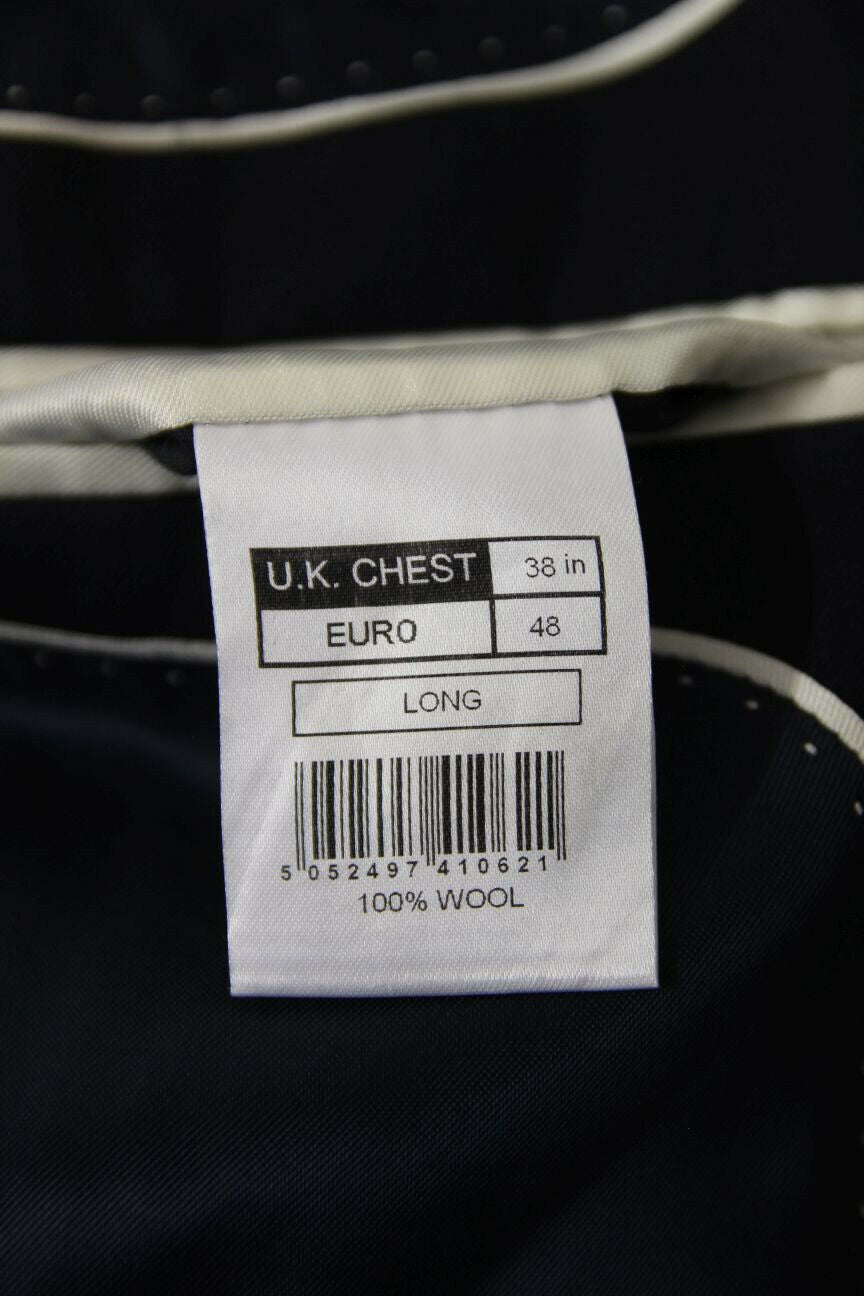 U.K. CHEST 38 in
EURO 48
LONG
5 052497 410621
100% WOOL